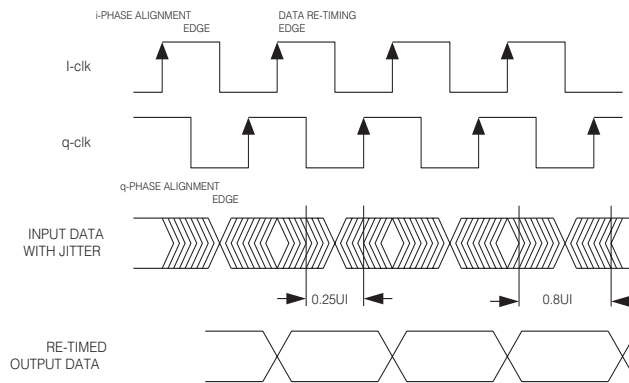 i-PHASE ALIGNMENT
EDGE
DATA RE-TIMING
EDGE
I-clk
q-clk
q-PHASE ALIGNMENT
EDGE
INPUT DATA
WITH JITTER
0.25UI
0.8UI
RE-TIMED
OUTPUT DATA